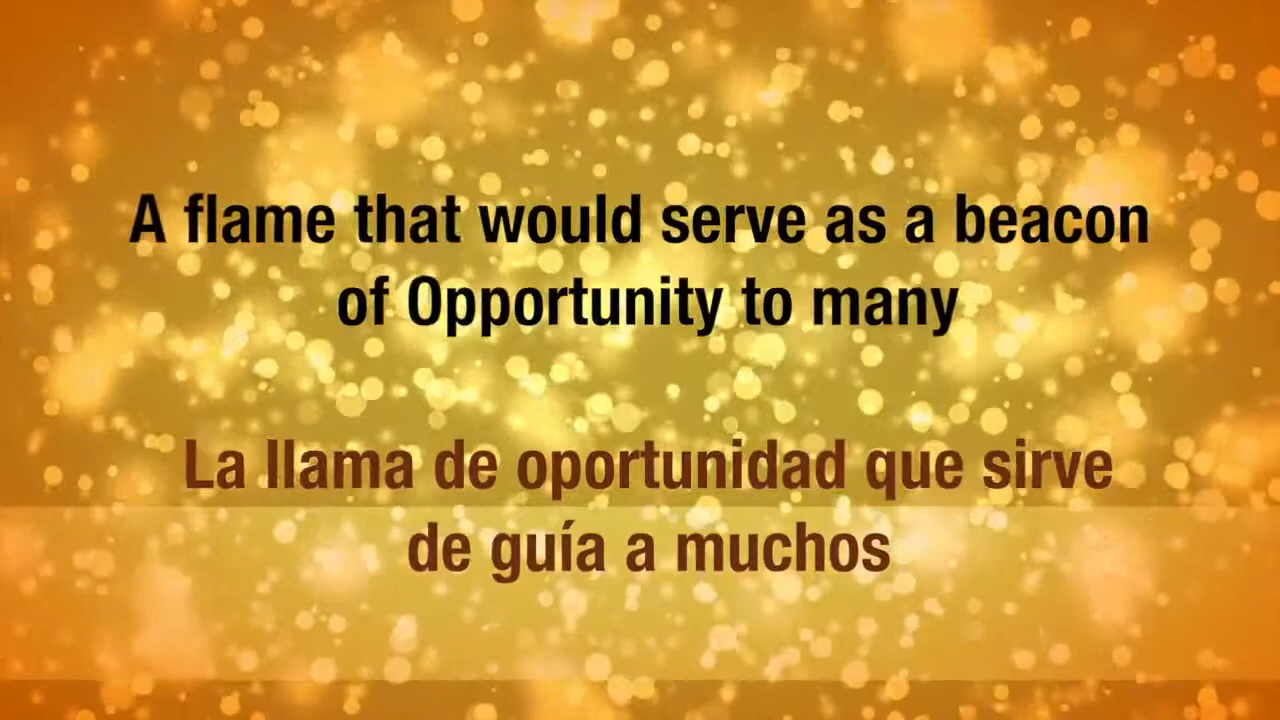 A flame that would serve as a beacon
of Opportunity to many
La llama de oportunidad que sirve
de guía a muchos